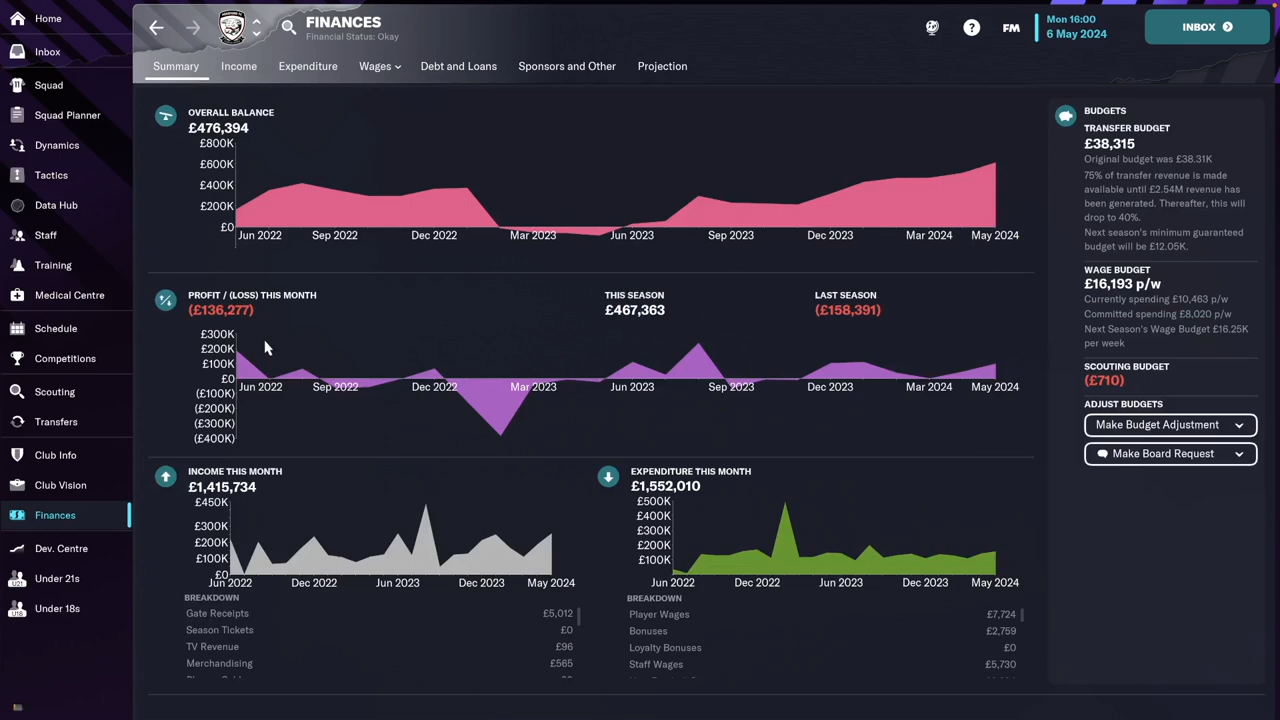 Home
Inbox
Squad
Squad Planner
Dynamics
Tactics
Data Hub
Staff
Training
Medical Centre
Schedule
Competitions
Scouting
Transfers
Club Info
Club Vision
Finances
Dev. Centre
U21
Under 21s
U18
Under 18s
FINANCES
Financial Status: Okay
?
FM
Mon 16:00
6 May 2024
INBOX
Summary
Income
Expenditure
Wages
Debt and Loans
Sponsors and Other
Projection
OVERALL BALANCE
£476,394
£800K
£600K
£400K
£200K
£0
Jun 2022 Sep 2022 Dec 2022 Mar 2023 Jun 2023 Sep 2023 Dec 2023 Mar 2024 May 2024
PROFIT / (LOSS) THIS MONTH
(£136,277)
THIS SEASON
£467,363
LAST SEASON
(£158,391)
£300K
£200K
£100K
£0
Jun 2022 Sep 2022 Dec 2022 Mar 2023 Jun 2023 Sep 2023 Dec 2023 Mar 2024 May 2024
(£100K)
(£200K)
(£300K)
(£400K)
INCOME THIS MONTH
£1,415,734
£450K
£300K
£200K
£100K
£0
Jun 2022 Dec 2022 Jun 2023 Dec 2023 May 2024
BREAKDOWN
Gate Receipts £5,012
Season Tickets £0
TV Revenue £96
Merchandising £565
EXPENDITURE THIS MONTH
£1,552,010
£500K
£400K
£300K
£200K
£100K
Jun 2022 Dec 2022 Jun 2023 Dec 2023 May 2024
BREAKDOWN
Player Wages £7,724
Bonuses £2,759
Loyalty Bonuses £0
Staff Wages £5,730
BUDGETS
TRANSFER BUDGET
£38,315
Original budget was £38.31K
75% of transfer revenue is made
available until £2.54M revenue has
been generated. Thereafter, this will
drop to 40%.
Next season's minimum guaranteed
budget will be £12.05K.
WAGE BUDGET
£16,193 p/w
Currently spending £10,463 p/w
Committed spending £8,020 p/w
Next Season's Wage Budget £16.25K
per week
SCOUTING BUDGET
(£710)
ADJUST BUDGETS
Make Budget Adjustment
Make Board Request